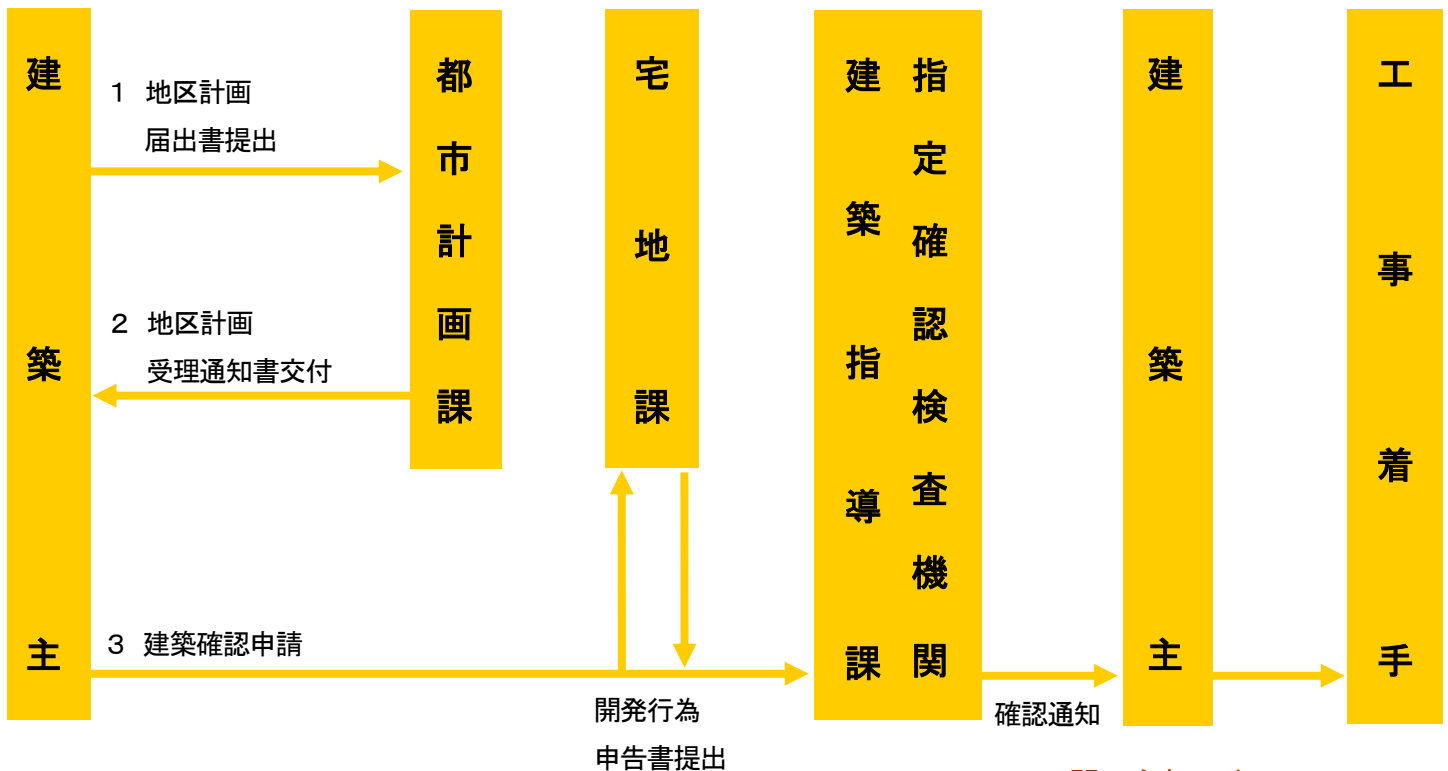 建築主
１ 地区計画
届出書提出
２ 地区計画
受理通知書交付
３ 建築確認申請
都市計画課
宅地課
開発行為
申告書提出
指定確認検査機関
建築指導課
確認通知
建築主
工事着手